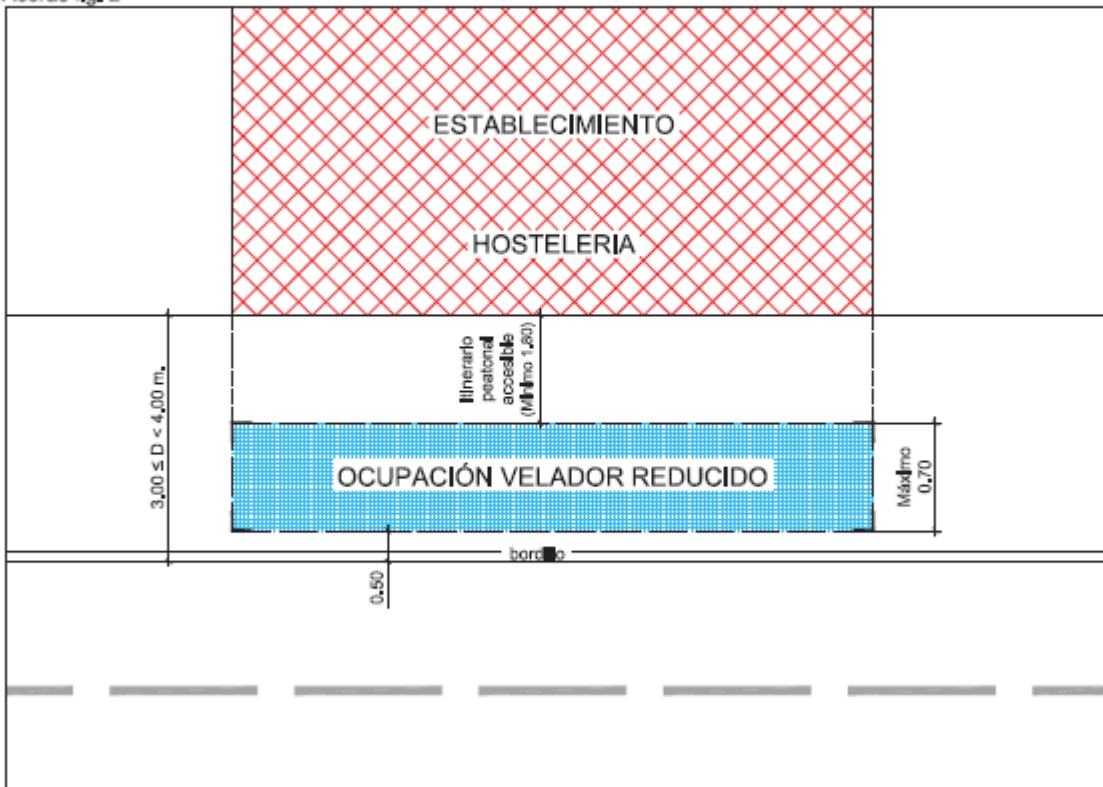 ESTABLECIMIENTO
HOSTELERIA
Itinerario
peatonal
accesible
(Mínimo 1,80)
3,00 ≤ D < 4,00 m.
OCUPACIÓN VELADOR REDUCIDO
Máximo
0.70
bordillo
0.50